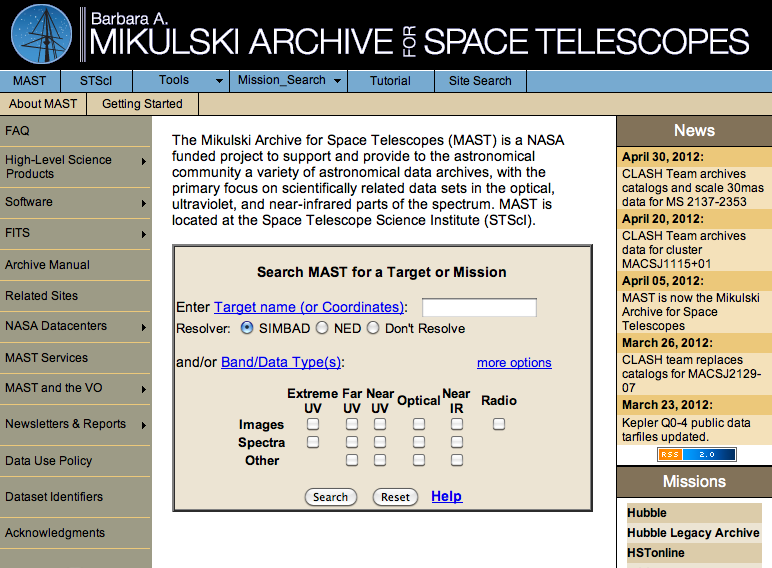 Barbara A.
MIKULSKI ARCHIVE FOR SPACE TELESCOPES
MAST STScI Tools Mission_Search Tutorial Site Search
About MAST Getting Started
FAQ
High-Level Science
Products
Software
FITS
Archive Manual
Related Sites
NASA Datacenters
MAST Services
MAST and the VO
Newsletters & Reports
Data Use Policy
Dataset Identifiers
Acknowledgments
The Mikulski Archive for Space Telescopes (MAST) is a NASA
funded project to support and provide to the astronomical
community a variety of astronomical data archives, with the
primary focus on scientifically related data sets in the optical,
ultraviolet, and near-infrared parts of the spectrum. MAST is
located at the Space Telescope Science Institute (STScI).
Search MAST for a Target or Mission
Enter Target name (or Coordinates):
Resolver: SIMBAD NED Don't Resolve
and/or Band/Data Type(s): more options
Extreme Far Near Optical Near Radio
UV UV UV IR
Images
Spectra
Other
Search Reset Help
News
April 30, 2012:
CLASH Team archives
catalogs and scale 30mas
data for MS 2137-2353
April 20, 2012:
CLASH Team archives
data for cluster
MACSJ1115+01
April 05, 2012:
MAST is now the Mikulski
Archive for Space
Telescopes
March 26, 2012:
CLASH team replaces
catalogs for MACSJ2129-
07
March 23, 2012:
Kepler Q0-4 public data
tarfiles updated.
RSS 2.0
Missions
Hubble
Hubble Legacy Archive
HSTonline